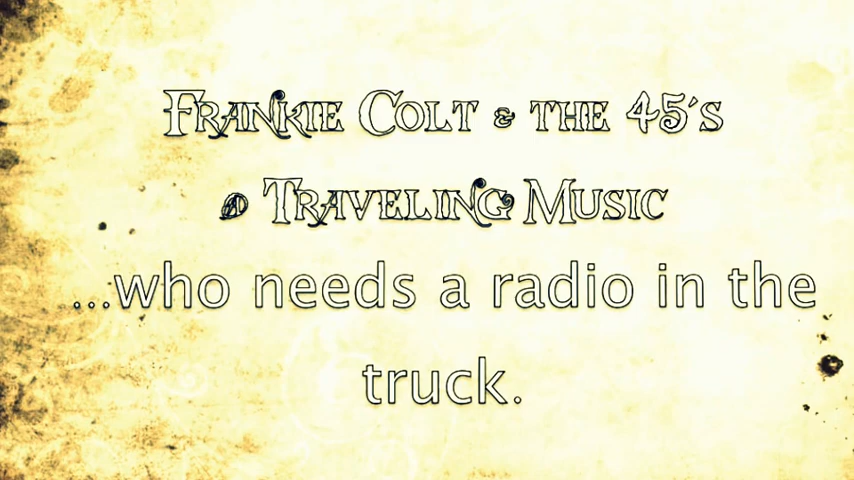 Frankie Colt & the 45's
@ Traveling Music
...who needs a radio in the
truck.